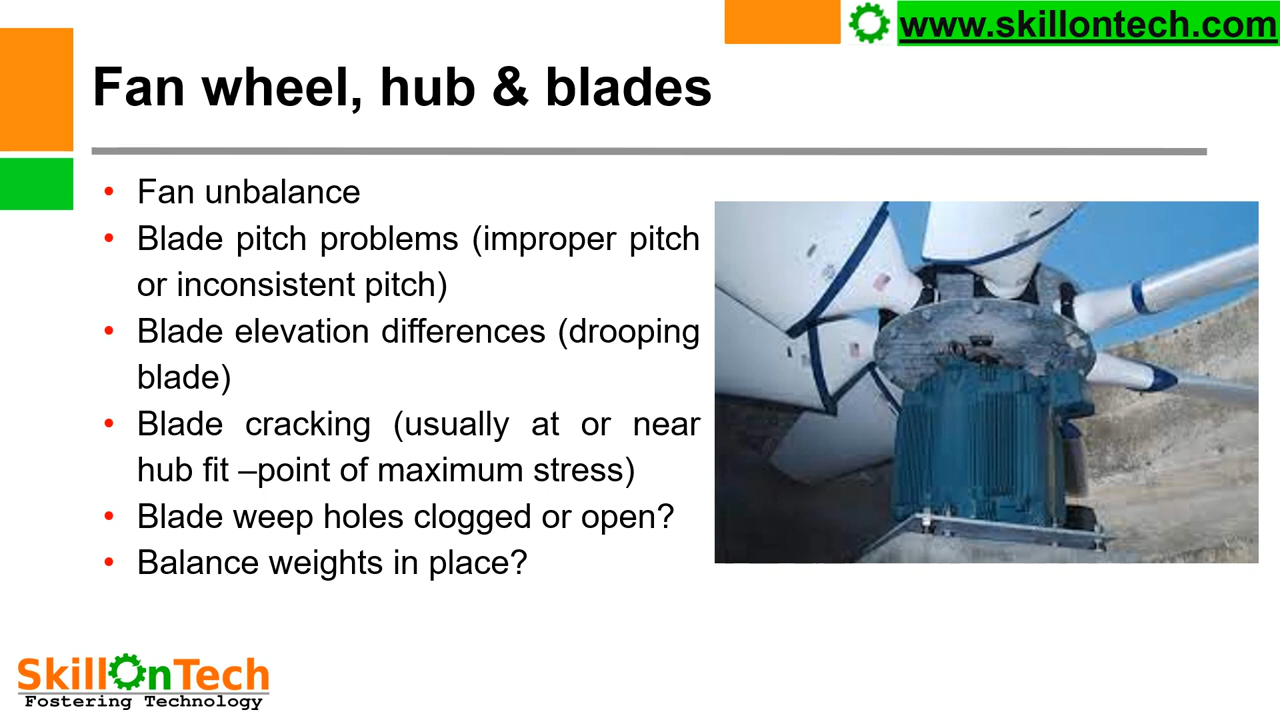 www.skillontech.com
Fan wheel, hub & blades
• Fan unbalance
• Blade pitch problems (improper pitch
or inconsistent pitch)
• Blade elevation differences (drooping
blade)
• Blade cracking (usually at or near
hub fit –point of maximum stress)
• Blade weep holes clogged or open?
• Balance weights in place?
SkillOnTech
Fostering Technology